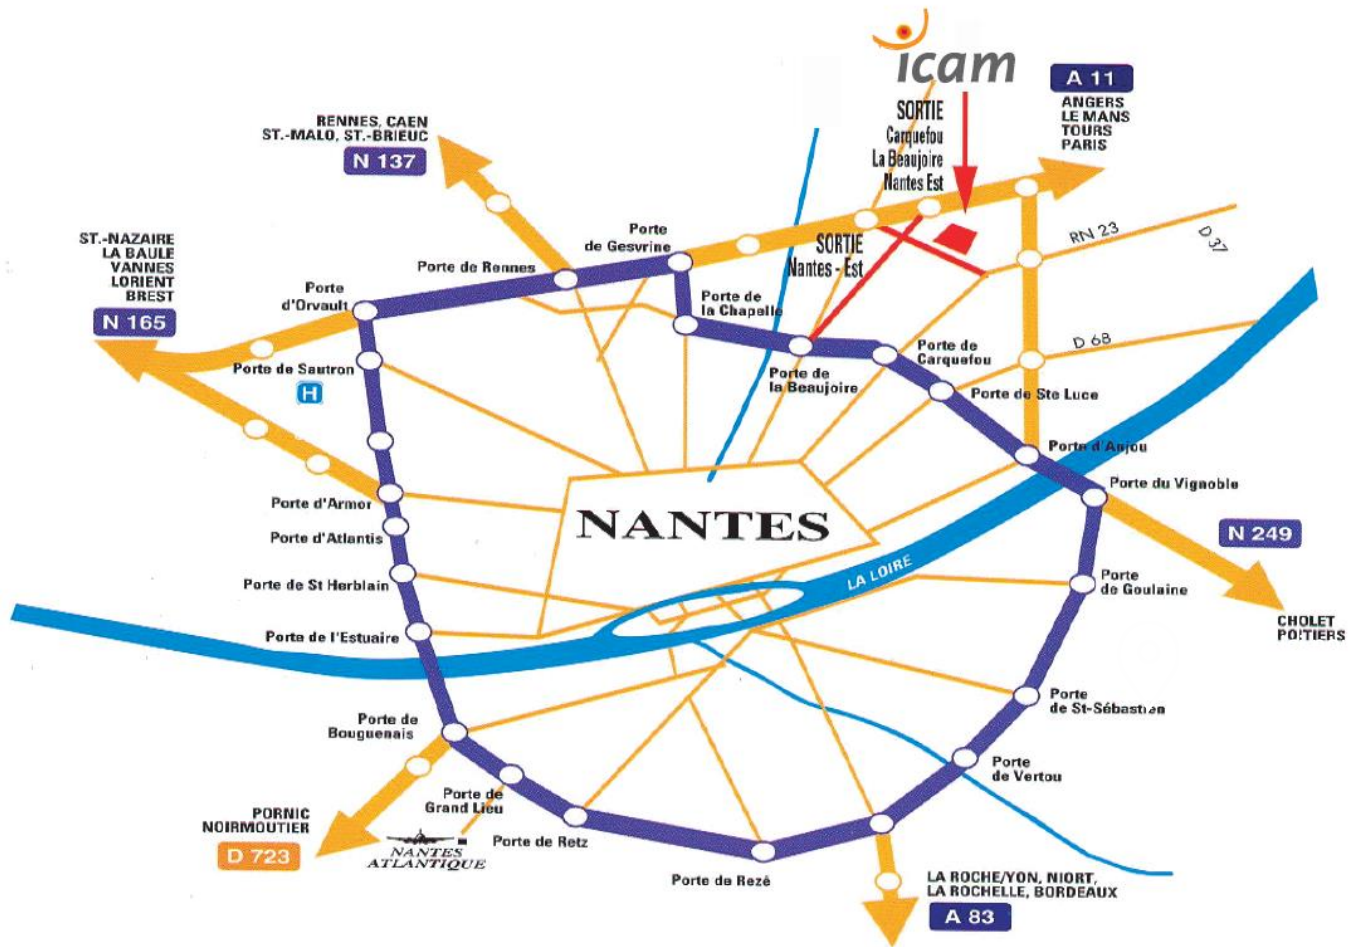 icam
SORTIE
Carquefou
La Beaujoire
Nantes Est
A 11
ANGERS
LE MANS
TOURS
PARIS
RENNES, CAEN
ST.-MALO, ST.-BRIEUC
N 137
ST.-NAZAIRE
LA BAULE
VANNES
LORIENT
BREST
N 165
Porte
de Gesvrine
Porte de Rennes
Porte
d'Orvault
SORTIE
Nantes - Est
RN 23
D 37
Porte de
la Chapelle
D 68
Porte de Sautron
H
Porte de
la Beaujoire
Porte de
Carquefou
Porte de Ste Luce
Porte d'Anjou
Porte du Vignoble
Porte d'Armor
NANTES
Porte d'Atlantis
N 249
Porte de St Herblain
LA LOIRE
Porte
de Goulaine
CHOLET
POITIERS
Porte de l'Estuaire
Porte de
Bouguenais
Porte
de St-Sébastien
Porte
de Vertou
Porte de
Grand Lieu
PORNIC
NOIRMOUTIER
D 723
NANTES
ATLANTIQUE
Porte de Retz
Porte de Rezé
LA ROCHE/YON, NIORT,
LA ROCHELLE, BORDEAUX
A 83